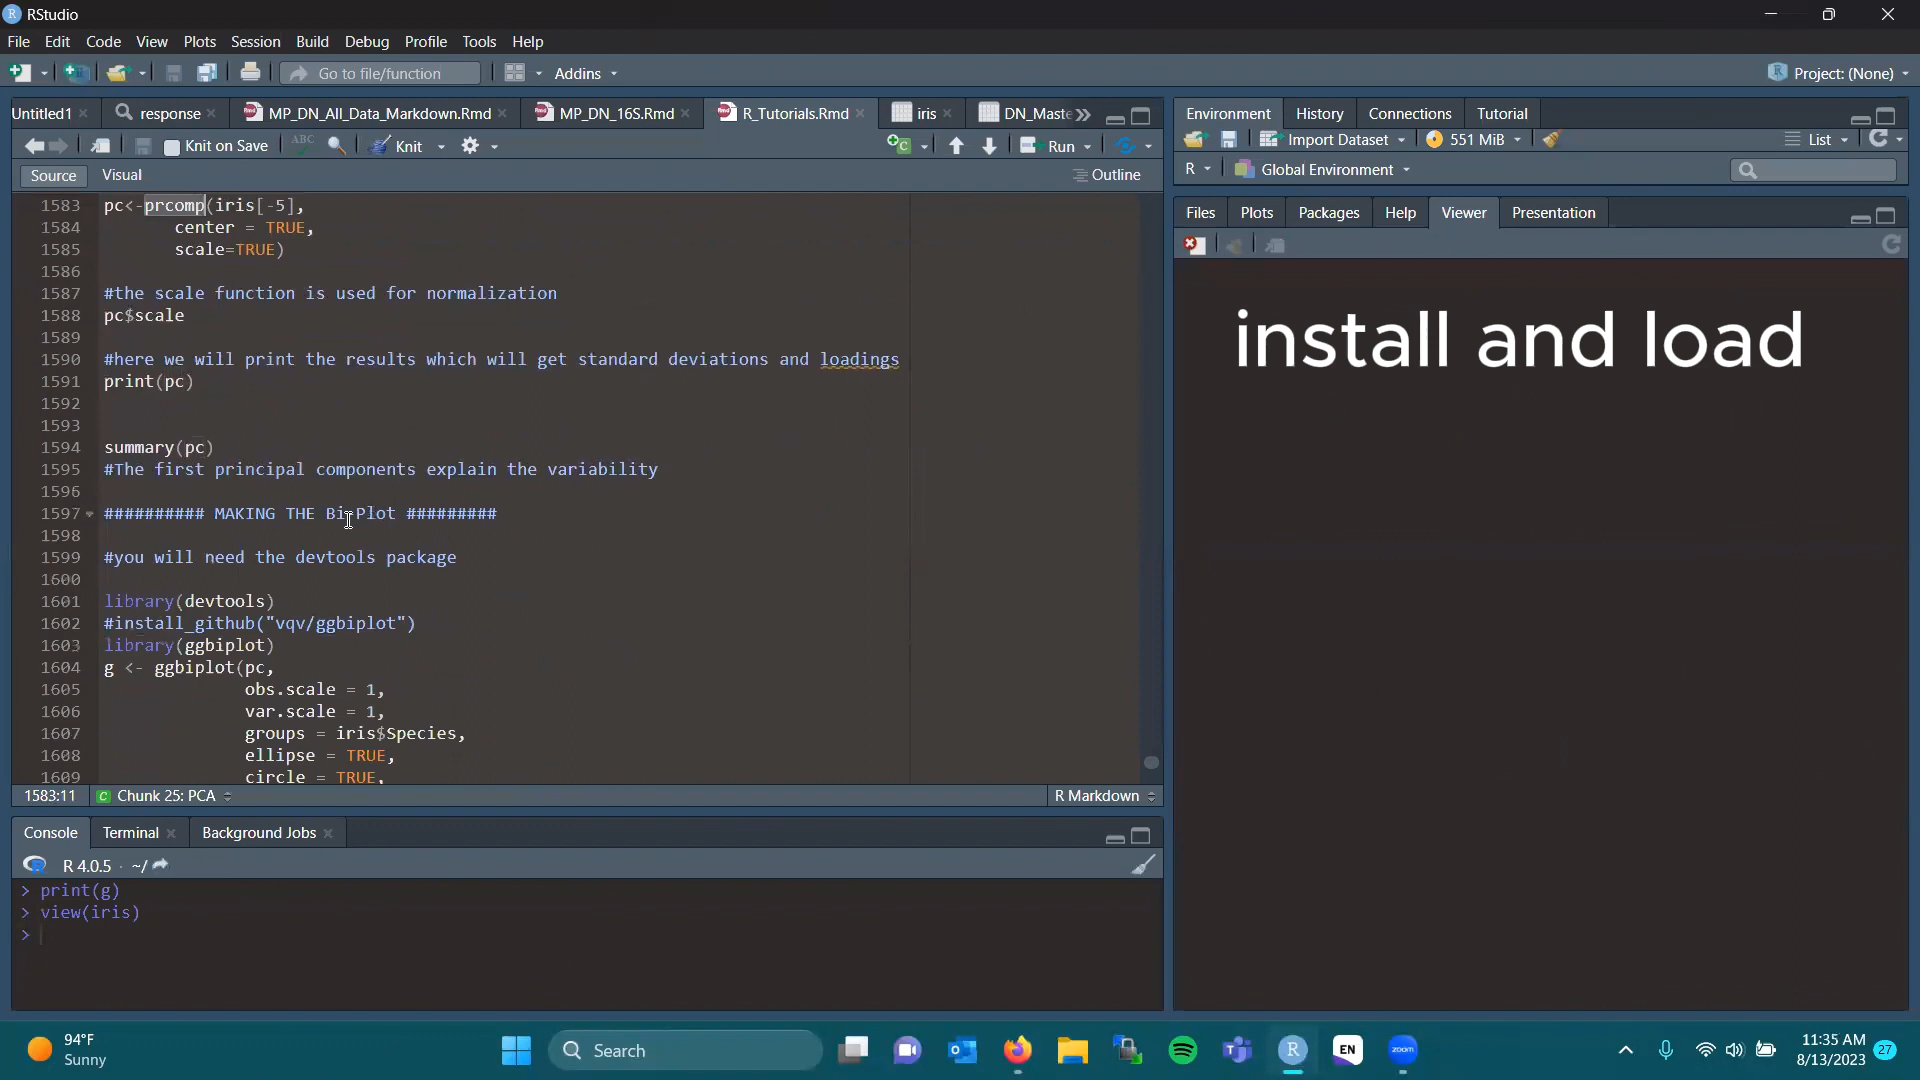 RStudio
File Edit Code View Plots Session Build Debug Profile Tools Help
Go to file/function Addins Project: (None)
Untitled1 response MP_DN_All_Data_Markdown.Rmd MP_DN_16S.Rmd R_Tutorials.Rmd iris DN_Maste
Knit on Save ABC Knit Run
Source Visual Outline
1583 pc<-prcomp(iris[-5],
1584 center = TRUE,
1585 scale=TRUE)
1586
1587 #the scale function is used for normalization
1588 pc$scale
1589
1590 #here we will print the results which will get standard deviations and loadings
1591 print(pc)
1592
1593
1594 summary(pc)
1595 #The first principal components explain the variability
1596
1597 ########## MAKING THE BiPlot #########
1598
1599 #you will need the devtools package
1600
1601 library(devtools)
1602 #install_github("vqv/ggbiplot")
1603 library(ggbiplot)
1604 g <- ggbiplot(pc,
1605 obs.scale = 1,
1606 var.scale = 1,
1607 groups = iris$Species,
1608 ellipse = TRUE,
1609 circle = TRUE,
1583:11 C Chunk 25: PCA R Markdown
Console Terminal Background Jobs
R 4.0.5 · ~/
> print(g)
> view(iris)
>
Environment History Connections Tutorial
Import Dataset 551 MiB List
R Global Environment
Files Plots Packages Help Viewer Presentation
install and load
94°F
Sunny
Search
EN
zoom
11:35 AM
8/13/2023 27